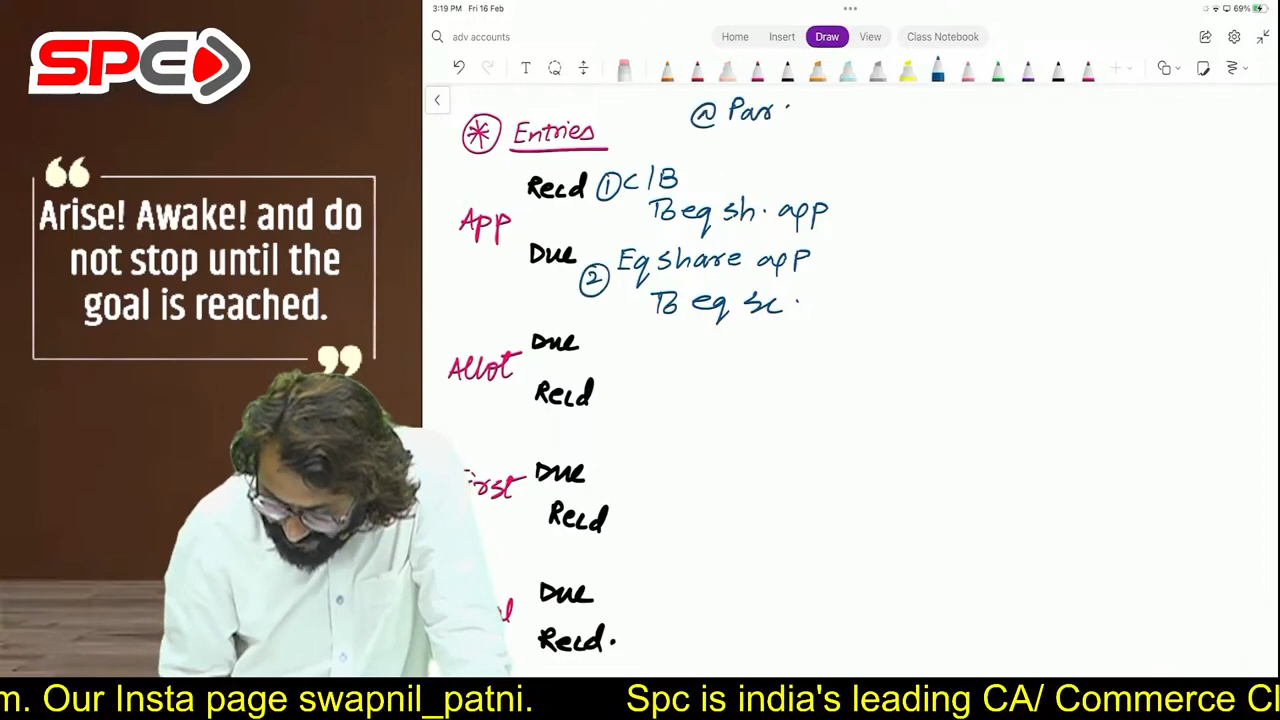 3:19 PM Fri 16 Feb
69%
SPC
adv accounts
Home Insert Draw View Class Notebook
“
Arise! Awake! and do
not stop until the
goal is reached.
”
@ Par
* Entries
App
Recd ① C/B
To eq sh. app
Due ② Eq share app
To eq sc.
Allot
Due
Recd
Due
Recd
Due
Recd.
m. Our Insta page swapnil_patni. Spc is india's leading CA/ Commerce Cl